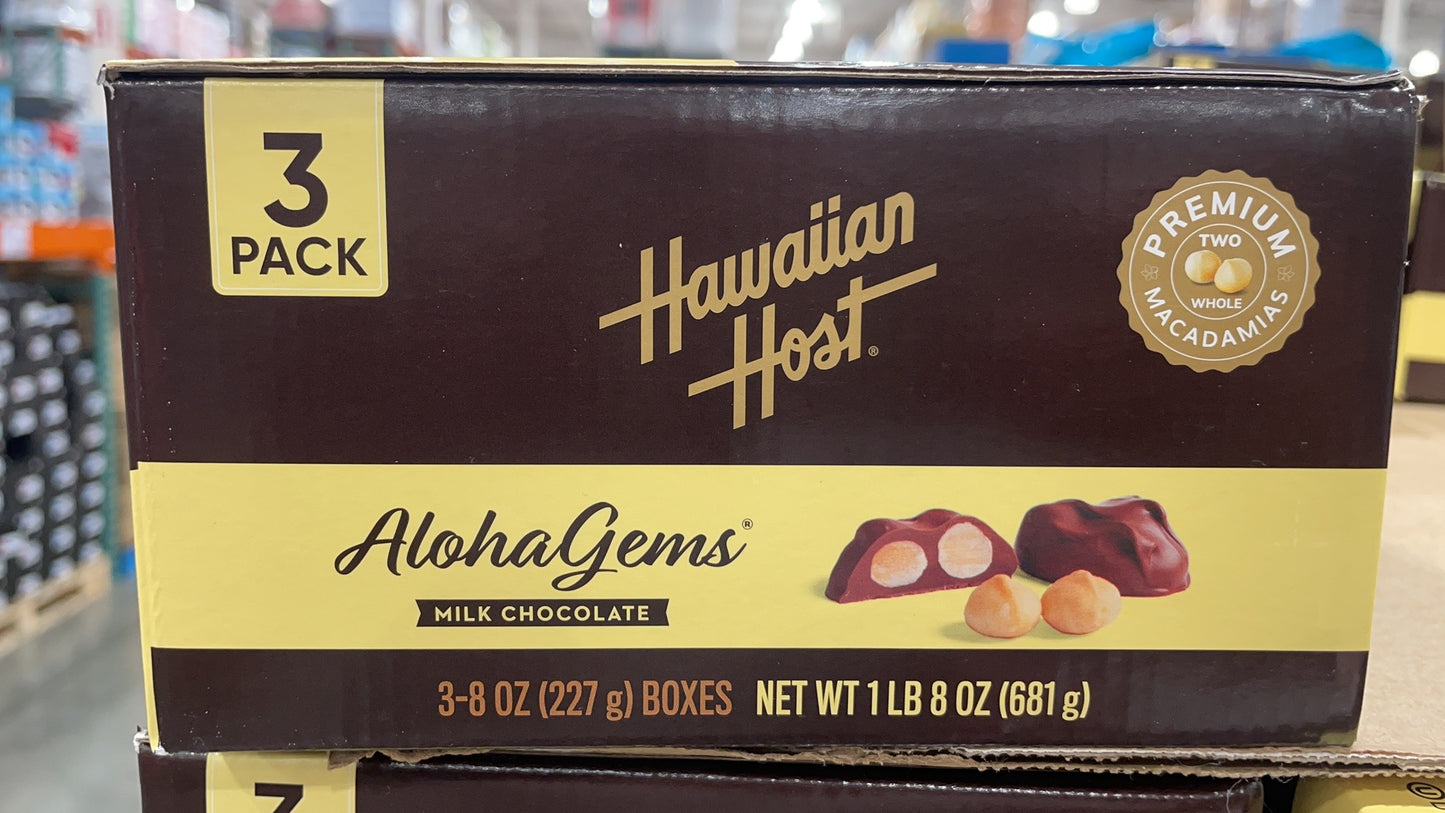 3
PACK
Hawaiian
Host®
PREMIUM
TWO
WHOLE
MACADAMIAS
AlohaGems®
MILK CHOCOLATE
3-8 OZ (227 g) BOXES NET WT 1 LB 8 OZ (681 g)
3